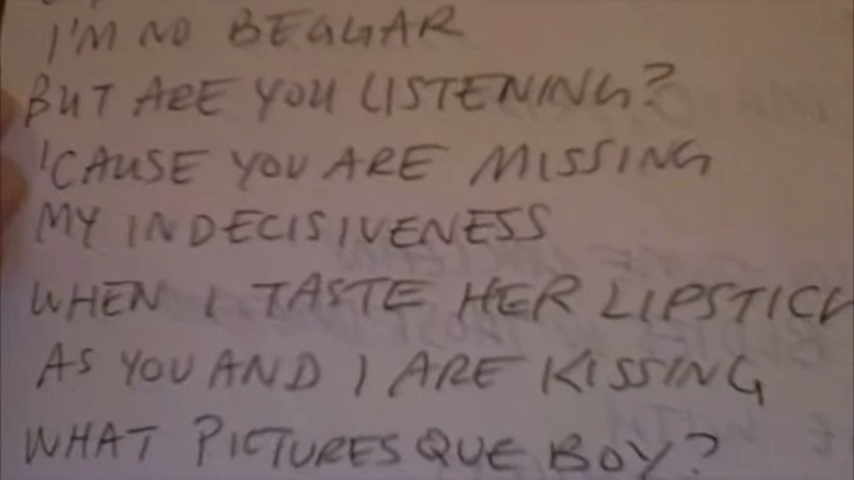 I'M NO BEGGAR
BUT ARE YOU LISTENING?
'CAUSE YOU ARE MISSING
MY INDECISIVENESS
WHEN I TASTE HER LIPSTICK
AS YOU AND I ARE KISSING
WHAT PICTURESQUE BOY?